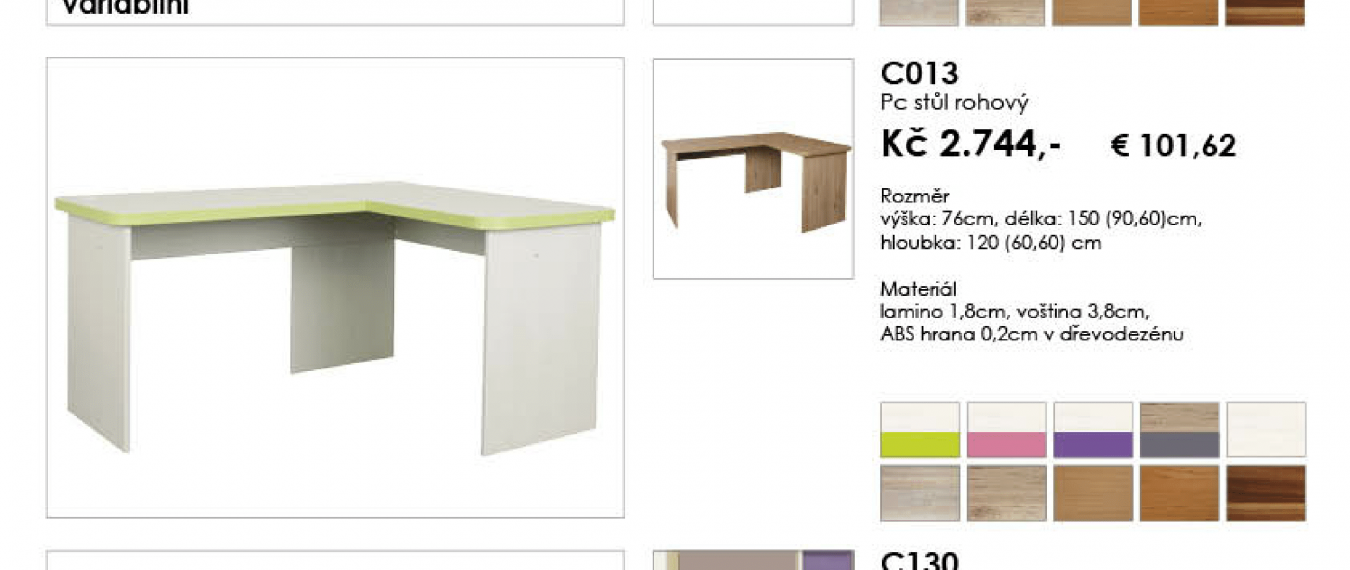 Variabilní
C013
Pc stůl rohový
Kč 2.744,- € 101,62
Rozměr
výška: 76cm, délka: 150 (90,60)cm,
hloubka: 120 (60,60) cm
Materiál
lamino 1,8cm, voština 3,8cm,
ABS hrana 0,2cm v dřevodezénu
C130